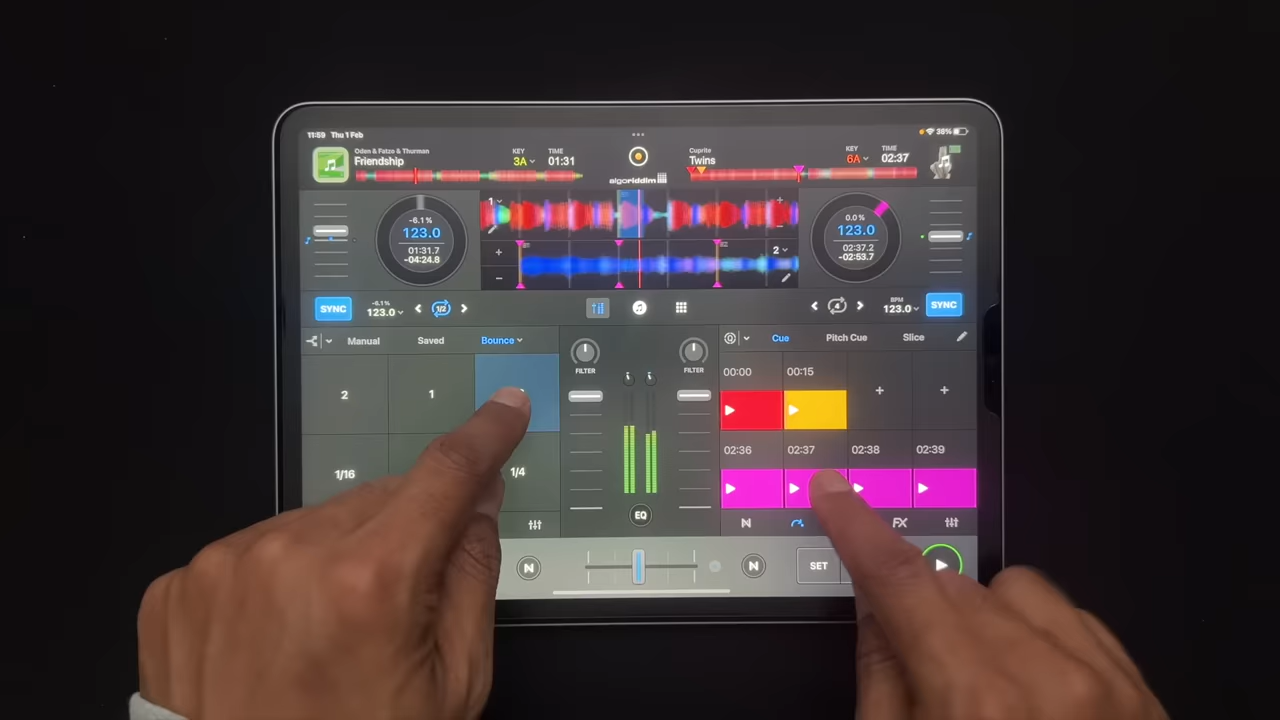 11:59 Thu 1 Feb
38%
Oden & Fatzo & Thurman
Friendship
KEY
3A
TIME
01:31
algoriddim
Cuprite
Twins
KEY
6A
TIME
02:37
-6.1%
123.0
01:31.7
-04:24.8
1
2
0.0%
123.0
02:37.2
-02:53.7
SYNC
-6.1%
123.0
1/2
4
BPM
123.0
SYNC
Manual
Saved
Bounce
FILTER
FILTER
Cue
Pitch Cue
Slice
2
1
1/16
1/4
00:00
00:15
+
+
02:36
02:37
02:38
02:39
EQ
FX
SET